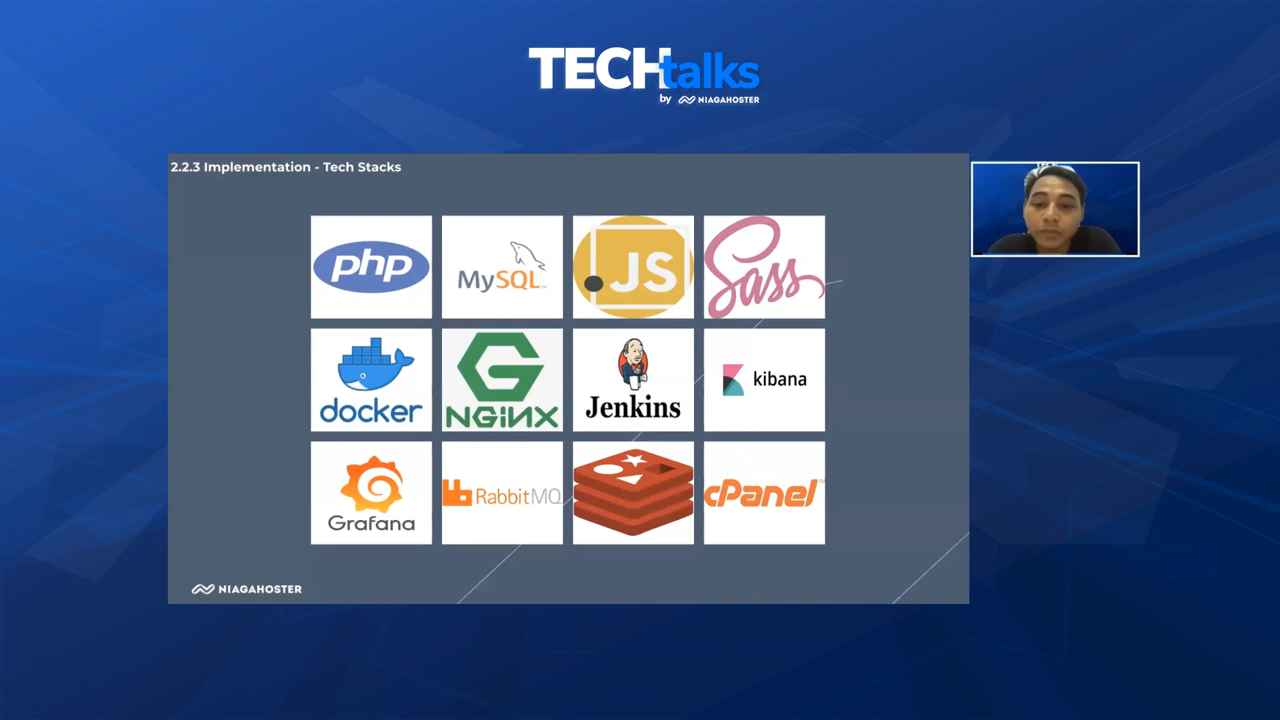 TECHtalks
by NIAGAHOSTER
2.2.3 Implementation - Tech Stacks
php
MySQL
JS
Sass
docker
NGiNX
Jenkins
kibana
Grafana
RabbitMQ
cPanel
NIAGAHOSTER